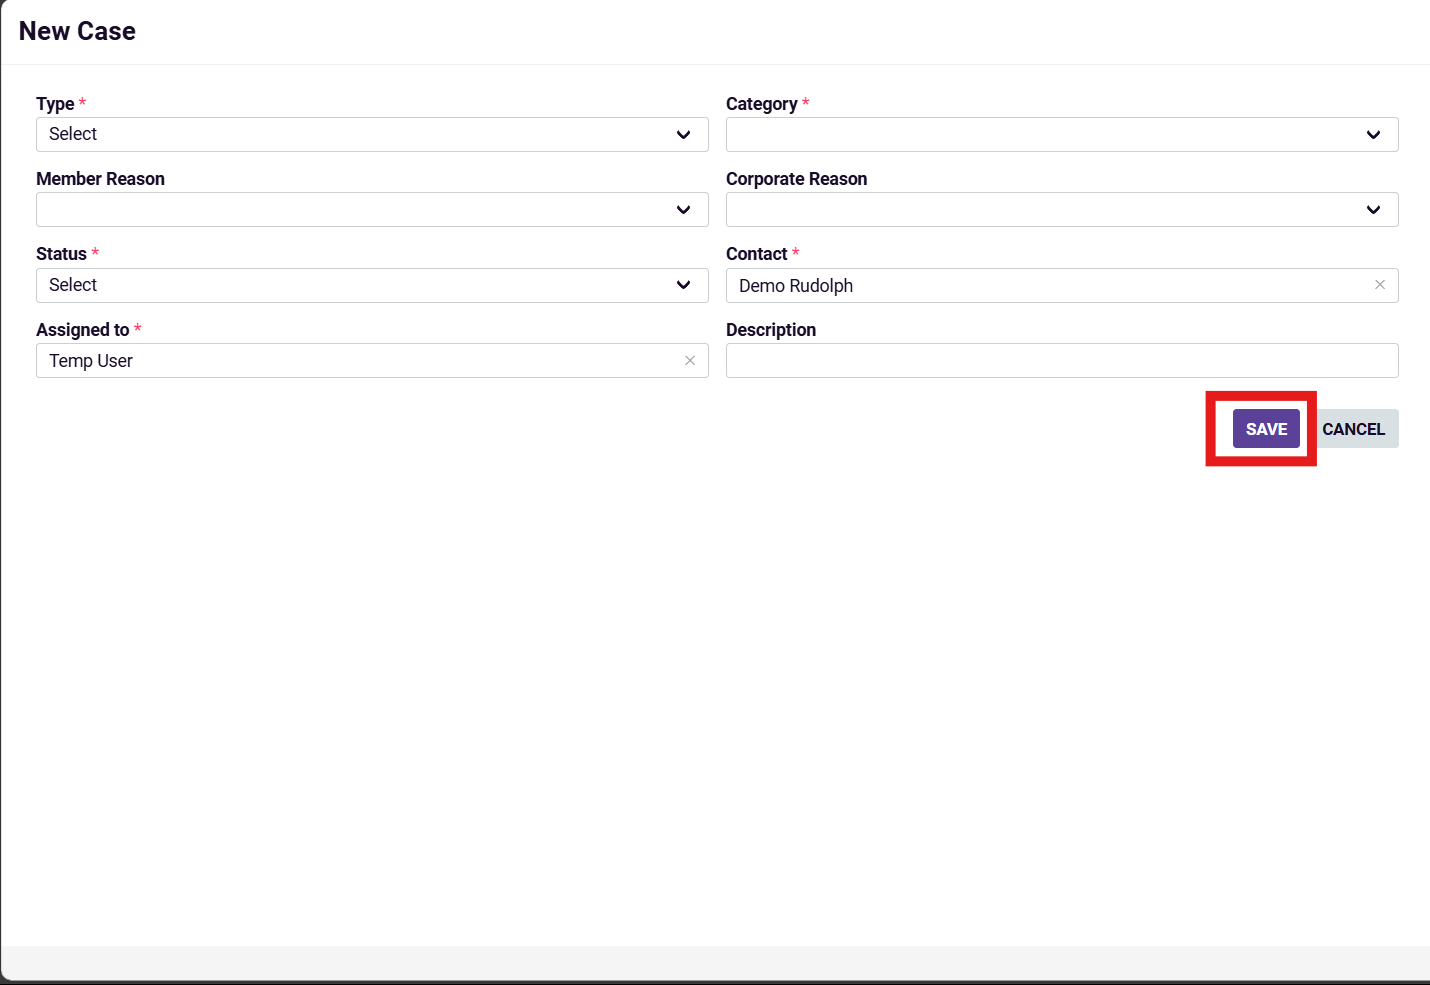 New Case
Type *
Category *
Select
Member Reason
Corporate Reason
Status *
Contact *
Select
Demo Rudolph
Assigned to *
Description
Temp User
SAVE
CANCEL